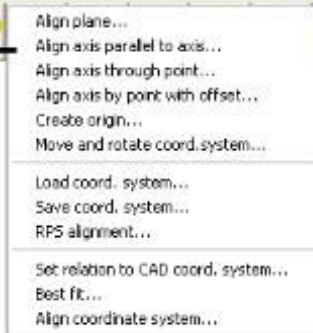 Align plane...
Align axis parallel to axis...
Align axis through point...
Align axis by point with offset...
Create origin...
Move and rotate coord.system...
Load coord. system...
Save coord. system...
RPS alignment...
Set relation to CAD coord. system...
Best fit...
Align coordinate system...